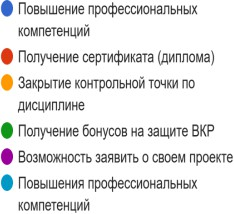 Повышение профессиональных
компетенций
Получение сертификата (диплома)
Закрытие контрольной точки по
дисциплине
Получение бонусов на защите ВКР
Возможность заявить о своем проекте
Повышения профессиональных
компетенций